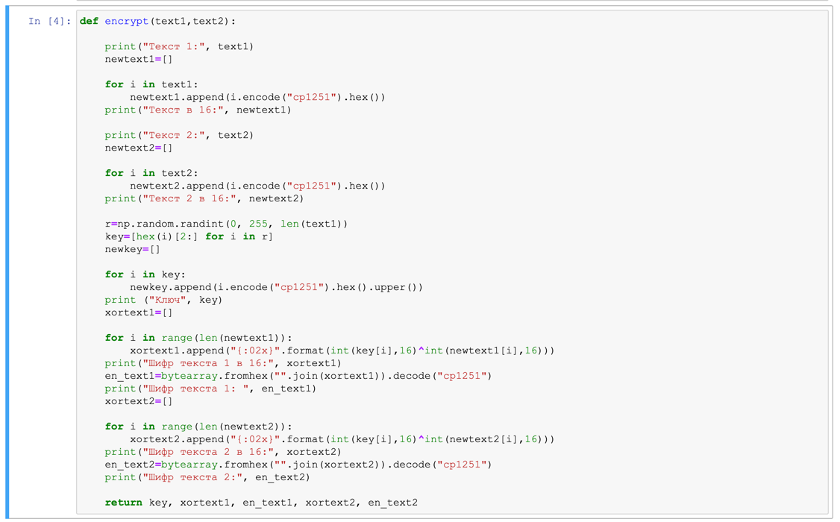 In [4]: def encrypt(text1,text2):
print("Текст 1:", text1)
newtext1=[]
for i in text1:
newtext1.append(i.encode("cp1251").hex())
print("Текст в 16:", newtext1)
print("Текст 2:", text2)
newtext2=[]
for i in text2:
newtext2.append(i.encode("cp1251").hex())
print("Текст 2 в 16:", newtext2)
r=np.random.randint(0, 255, len(text1))
key=[hex(i)[2:] for i in r]
newkey=[]
for i in key:
newkey.append(i.encode("cp1251").hex().upper())
print ("Ключ", key)
xortext1=[]
for i in range(len(newtext1)):
xortext1.append("{:02x}".format(int(key[i],16)^int(newtext1[i],16)))
print("Шифр текста 1 в 16:", xortext1)
en_text1=bytearray.fromhex("".join(xortext1)).decode("cp1251")
print("Шифр текста 1: ", en_text1)
xortext2=[]
for i in range(len(newtext2)):
xortext2.append("{:02x}".format(int(key[i],16)^int(newtext2[i],16)))
print("Шифр текста 2 в 16:", xortext2)
en_text2=bytearray.fromhex("".join(xortext2)).decode("cp1251")
print("Шифр текста 2:", en_text2)
return key, xortext1, en_text1, xortext2, en_text2